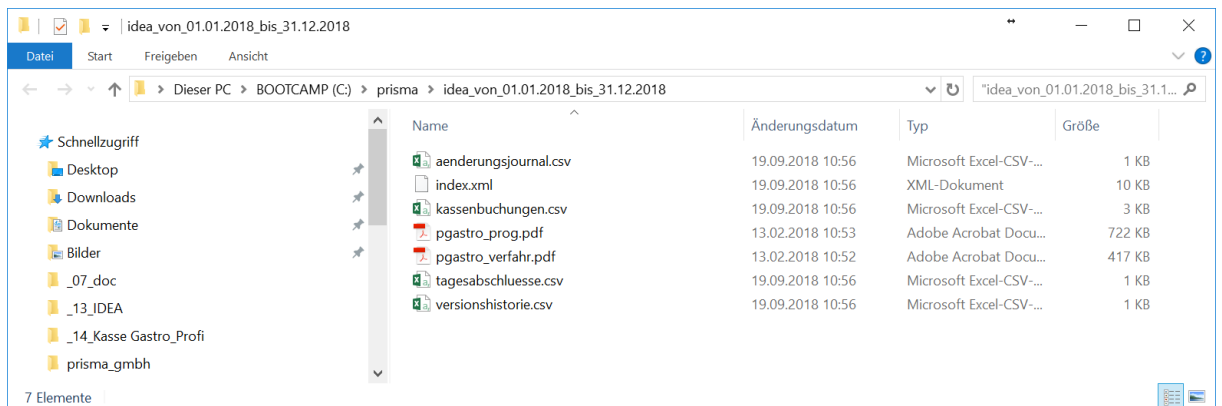 idea_von_01.01.2018_bis_31.12.2018
Datei Start Freigeben Ansicht
Dieser PC > BOOTCAMP (C:) > prisma > idea_von_01.01.2018_bis_31.12.2018 "idea_von_01.01.2018_bis_31.1...
Schnellzugriff
Desktop
Downloads
Dokumente
Bilder
_07_doc
_13_IDEA
_14_Kasse Gastro_Profi
prisma_gmbh
Name Änderungsdatum Typ Größe
aenderungsjournal.csv 19.09.2018 10:56 Microsoft Excel-CSV-... 1 KB
index.xml 19.09.2018 10:56 XML-Dokument 10 KB
kassenbuchungen.csv 19.09.2018 10:56 Microsoft Excel-CSV-... 3 KB
pgastro_prog.pdf 13.02.2018 10:53 Adobe Acrobat Docu... 722 KB
pgastro_verfahr.pdf 13.02.2018 10:52 Adobe Acrobat Docu... 417 KB
tagesabschluesse.csv 19.09.2018 10:56 Microsoft Excel-CSV-... 1 KB
versionshistorie.csv 19.09.2018 10:56 Microsoft Excel-CSV-... 1 KB
7 Elemente